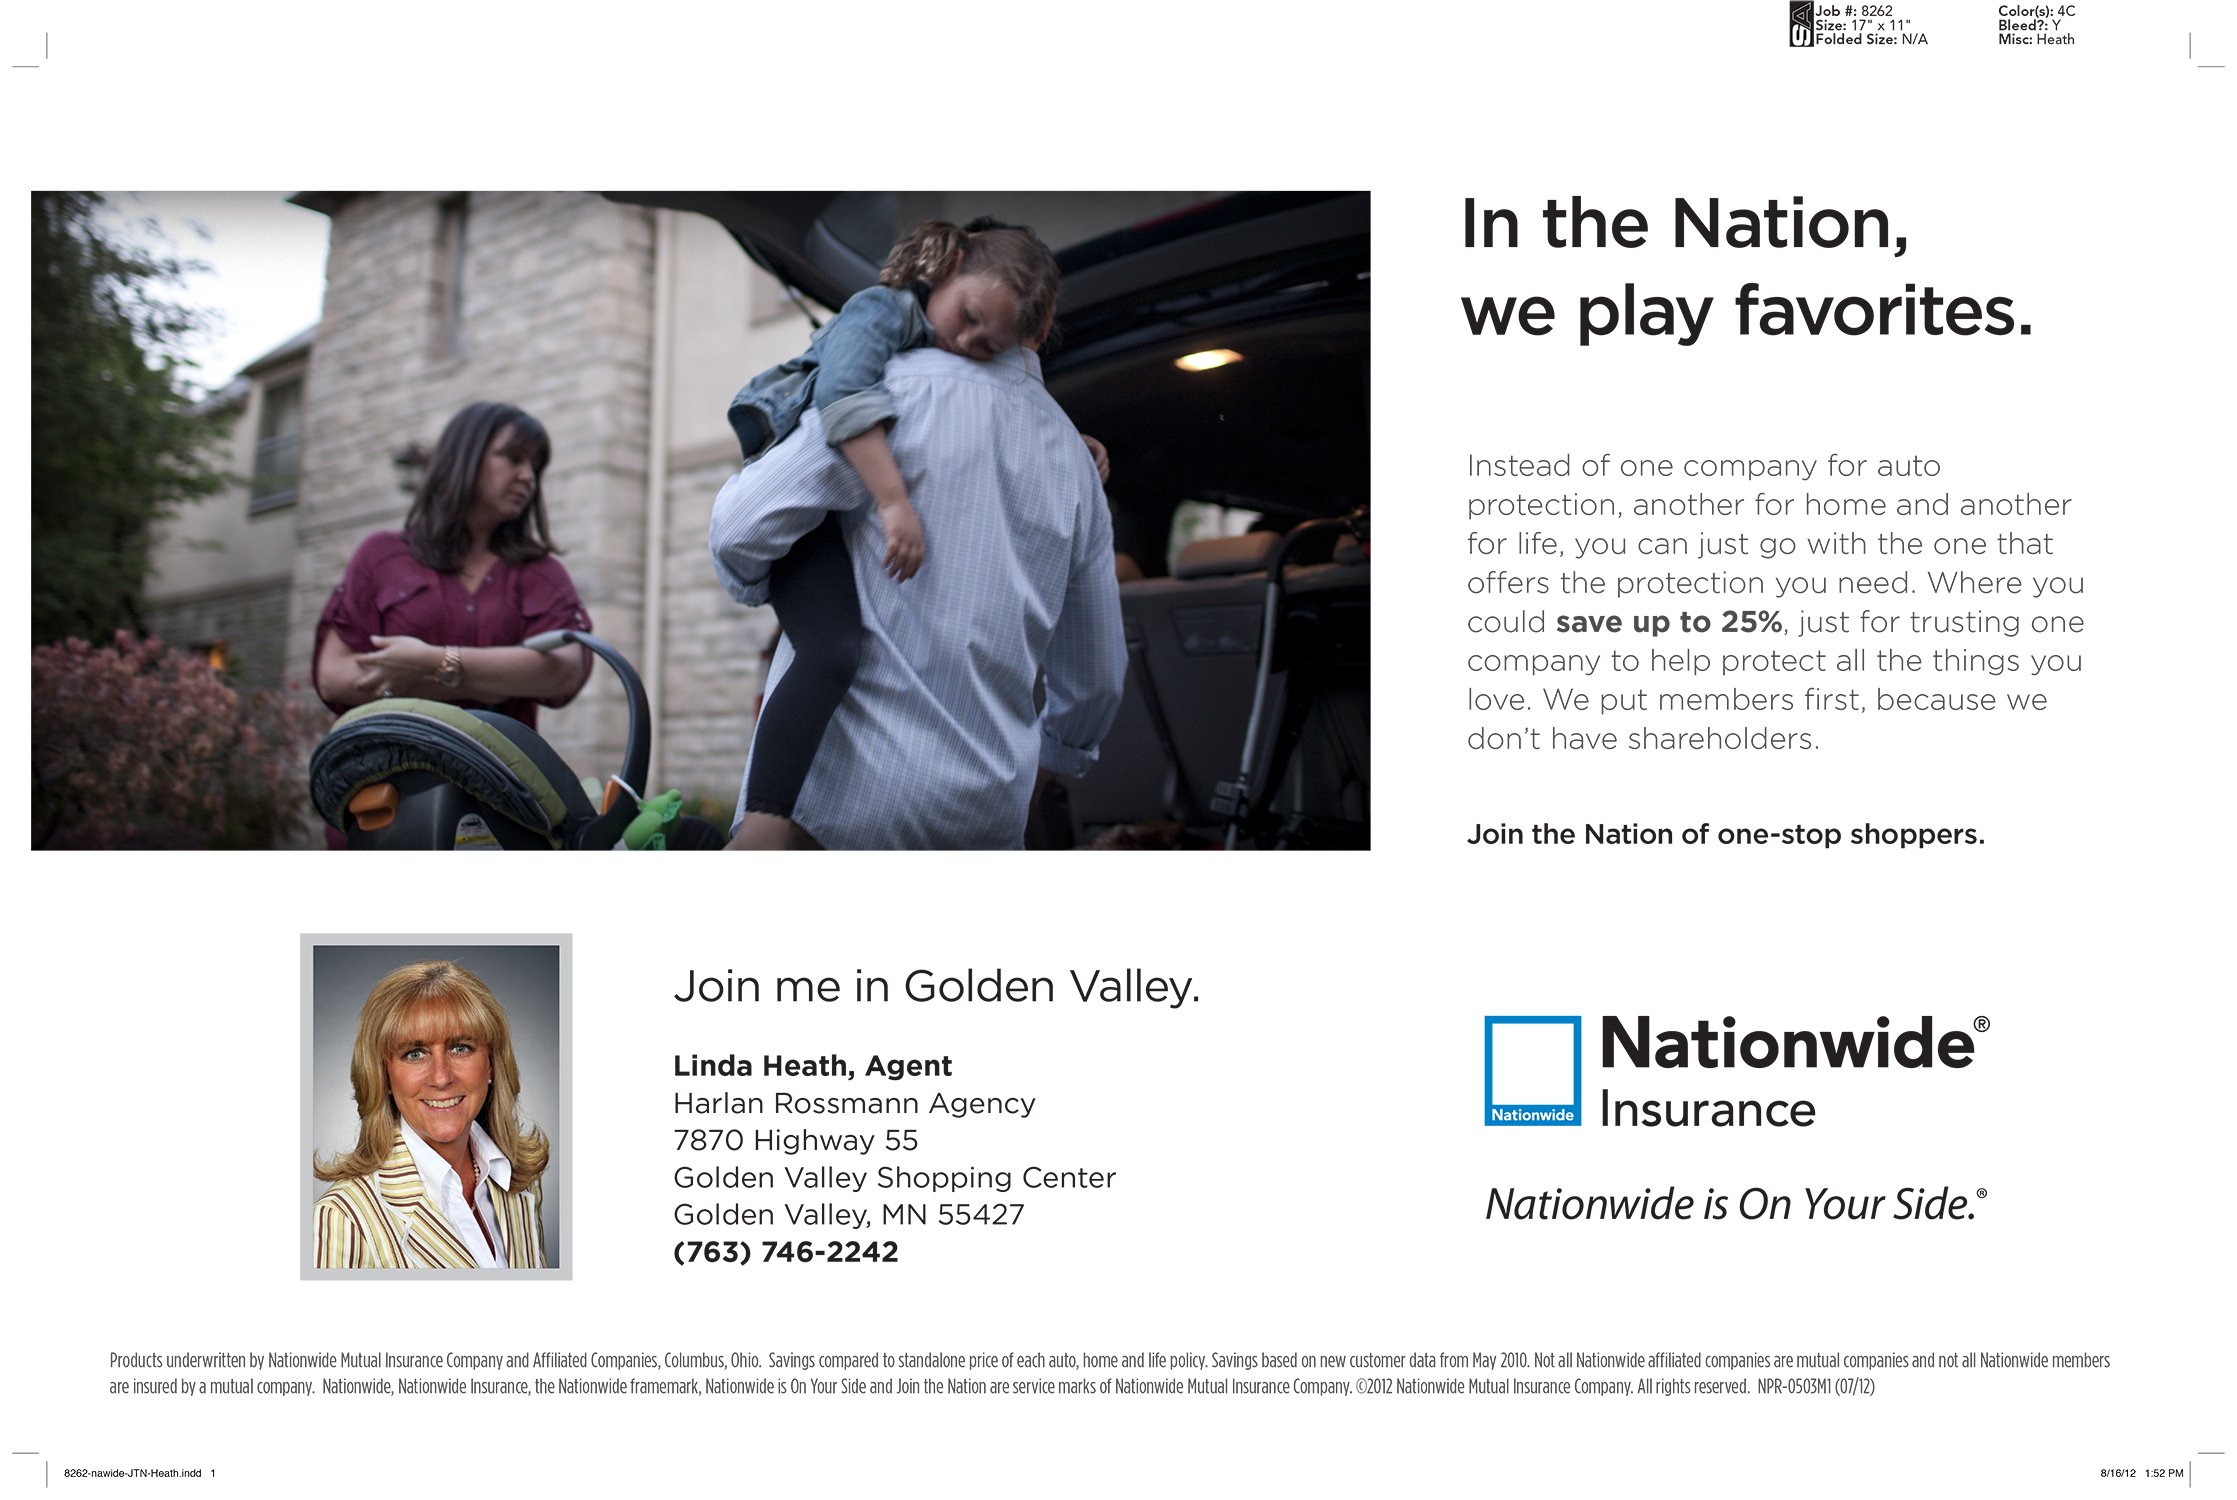 Job #: 8262
Size: 17" x 11"
Folded Size: N/A
Color(s): 4C
Bleed?: Y
Misc: Heath
SA
In the Nation,
we play favorites.
Instead of one company for auto
protection, another for home and another
for life, you can just go with the one that
offers the protection you need. Where you
could save up to 25%, just for trusting one
company to help protect all the things you
love. We put members first, because we
don’t have shareholders.
Join the Nation of one-stop shoppers.
Join me in Golden Valley.
Linda Heath, Agent
Harlan Rossmann Agency
7870 Highway 55
Golden Valley Shopping Center
Golden Valley, MN 55427
(763) 746-2242
Nationwide
Nationwide®
Insurance
Nationwide is On Your Side.®
Products underwritten by Nationwide Mutual Insurance Company and Affiliated Companies, Columbus, Ohio. Savings compared to standalone price of each auto, home and life policy. Savings based on new customer data from May 2010. Not all Nationwide affiliated companies are mutual companies and not all Nationwide members
are insured by a mutual company. Nationwide, Nationwide Insurance, the Nationwide framemark, Nationwide is On Your Side and Join the Nation are service marks of Nationwide Mutual Insurance Company. ©2012 Nationwide Mutual Insurance Company. All rights reserved. NPR-0503M1 (07/12)
8262-nawide-JTN-Heath.indd 1
8/16/12 1:52 PM